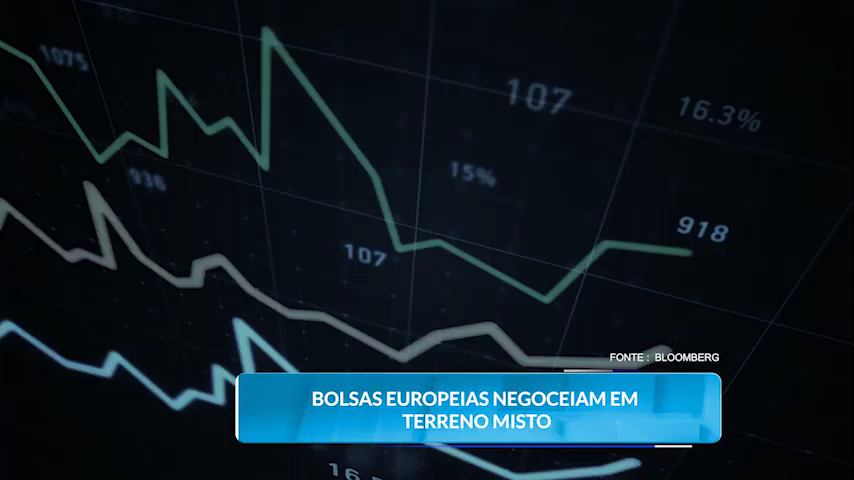 1075
107
16.3%
15%
936
918
107
FONTE : BLOOMBERG
BOLSAS EUROPEIAS NEGOCEIAM EM
TERRENO MISTO